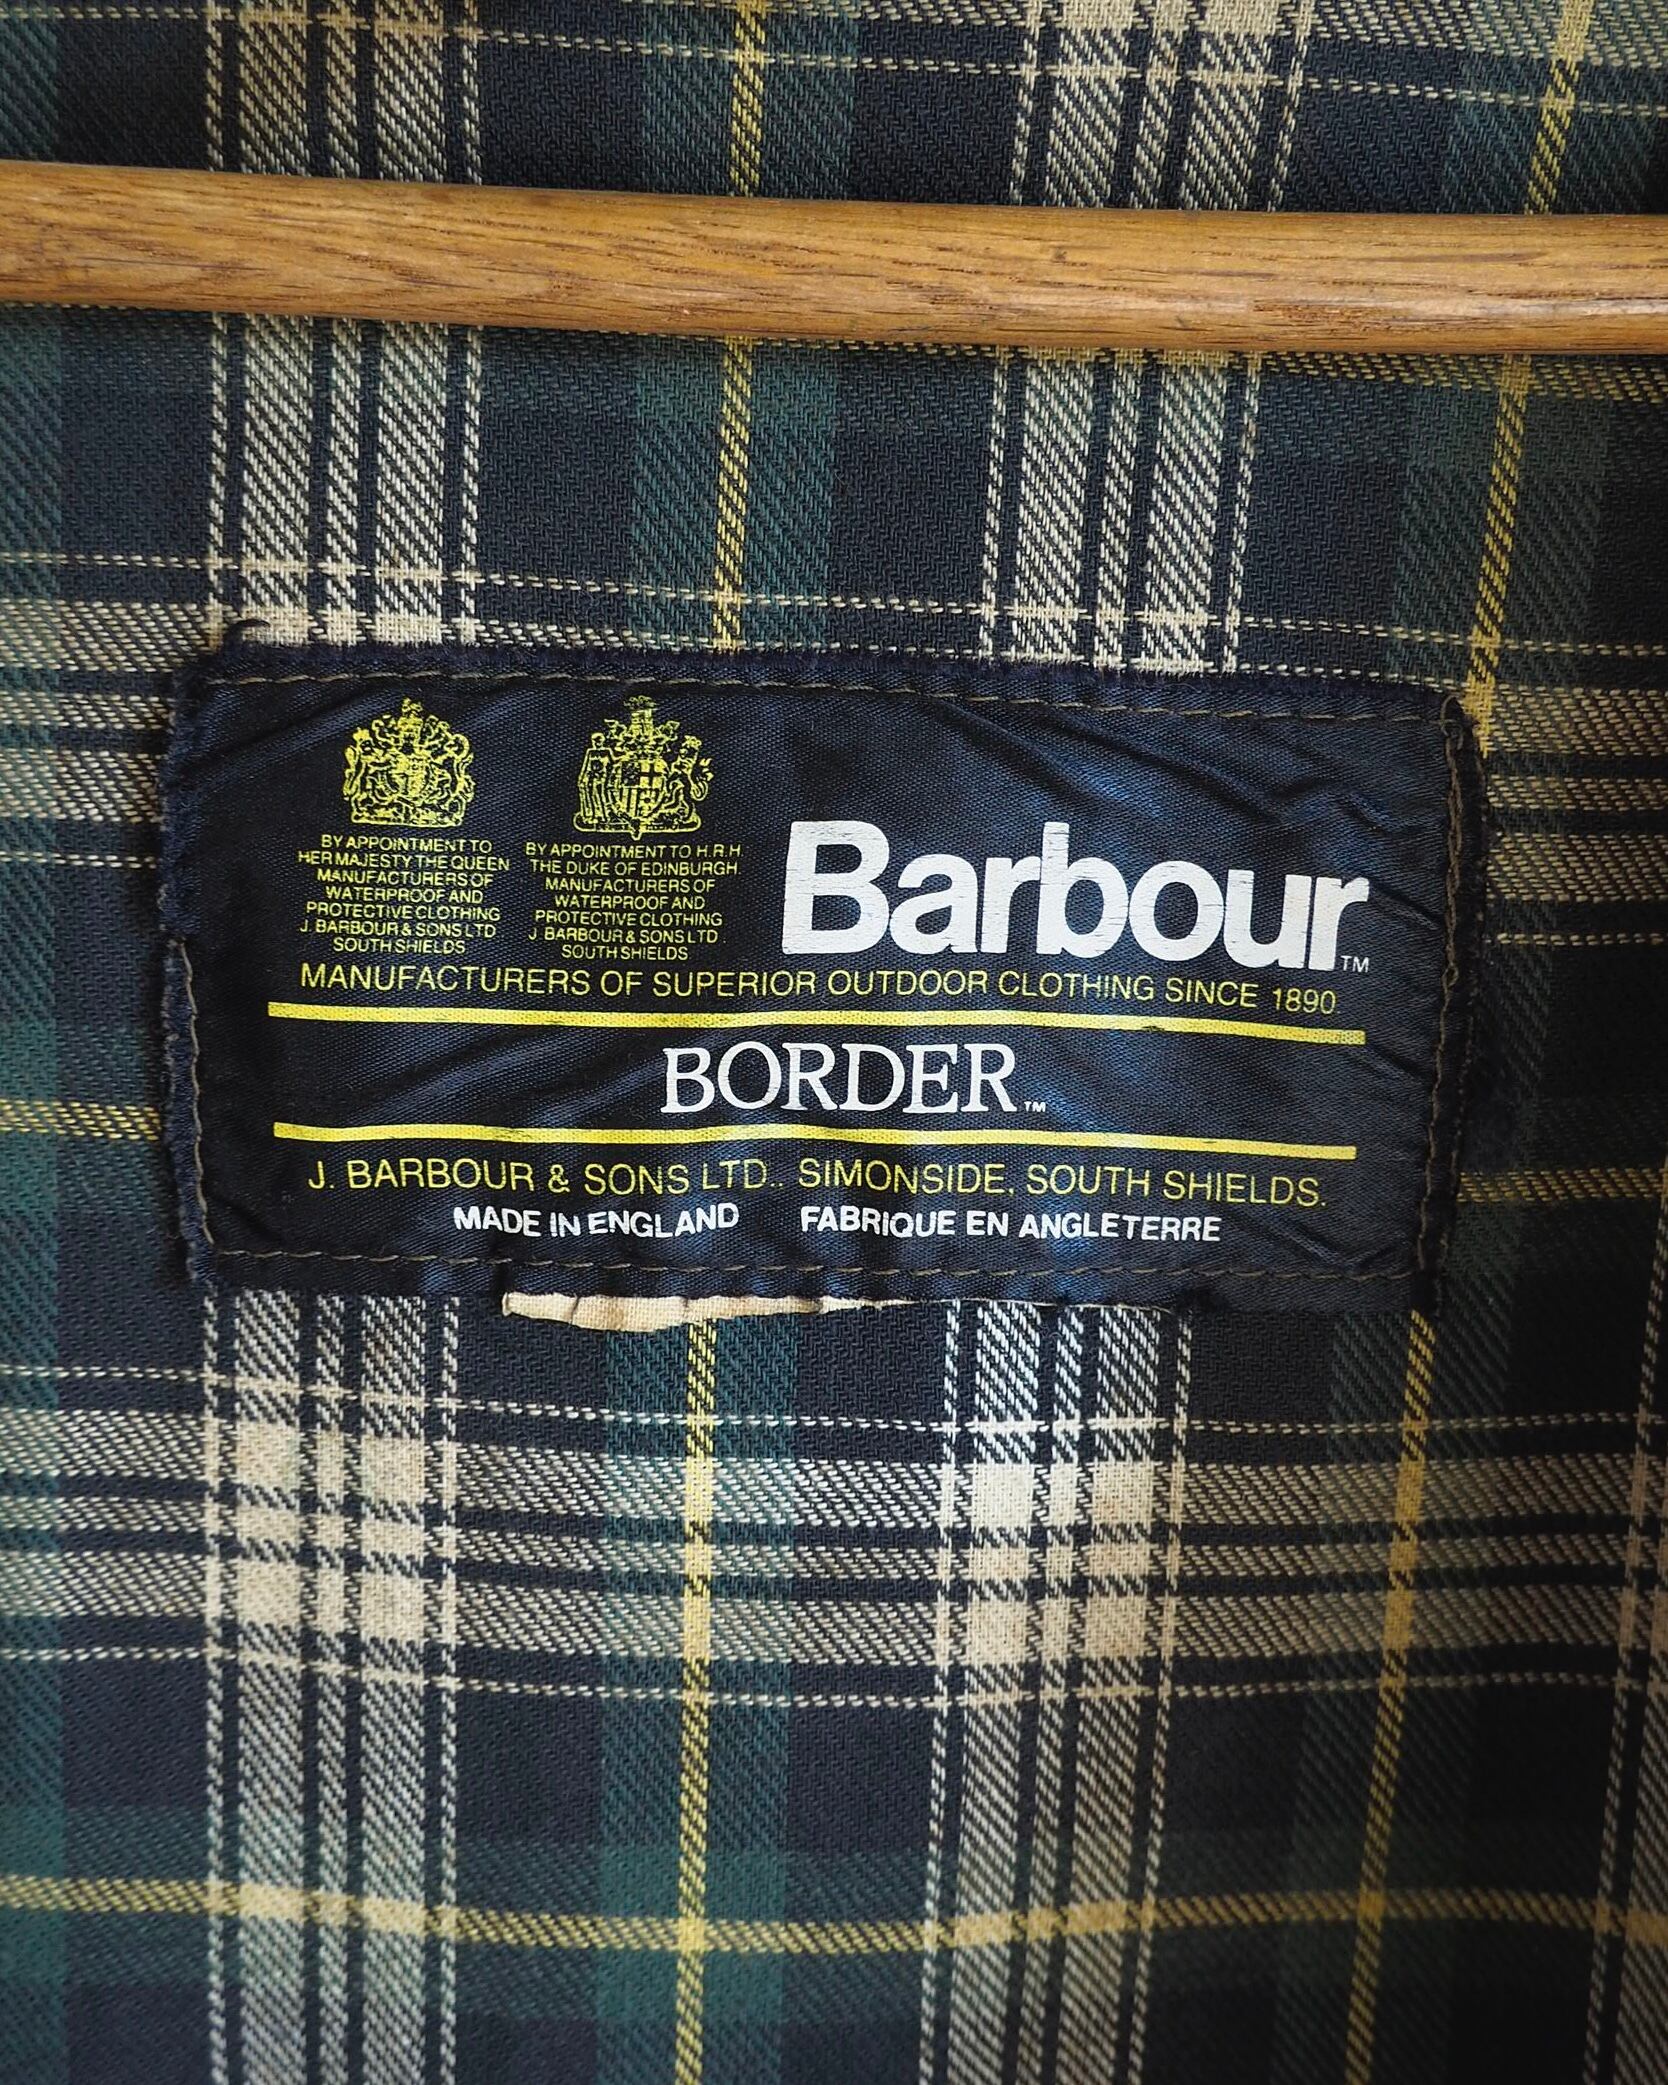 BY APPOINTMENT TO
HER MAJESTY THE QUEEN
MANUFACTURERS OF
WATERPROOF AND
PROTECTIVE CLOTHING
J. BARBOUR & SONS LTD
SOUTH SHIELDS
BY APPOINTMENT TO H.R.H.
THE DUKE OF EDINBURGH
MANUFACTURERS OF
WATERPROOF AND
PROTECTIVE CLOTHING
J. BARBOUR & SONS LTD
SOUTH SHIELDS
Barbour™
MANUFACTURERS OF SUPERIOR OUTDOOR CLOTHING SINCE 1890
BORDER™
J. BARBOUR & SONS LTD., SIMONSIDE, SOUTH SHIELDS.
MADE IN ENGLAND FABRIQUE EN ANGLETERRE